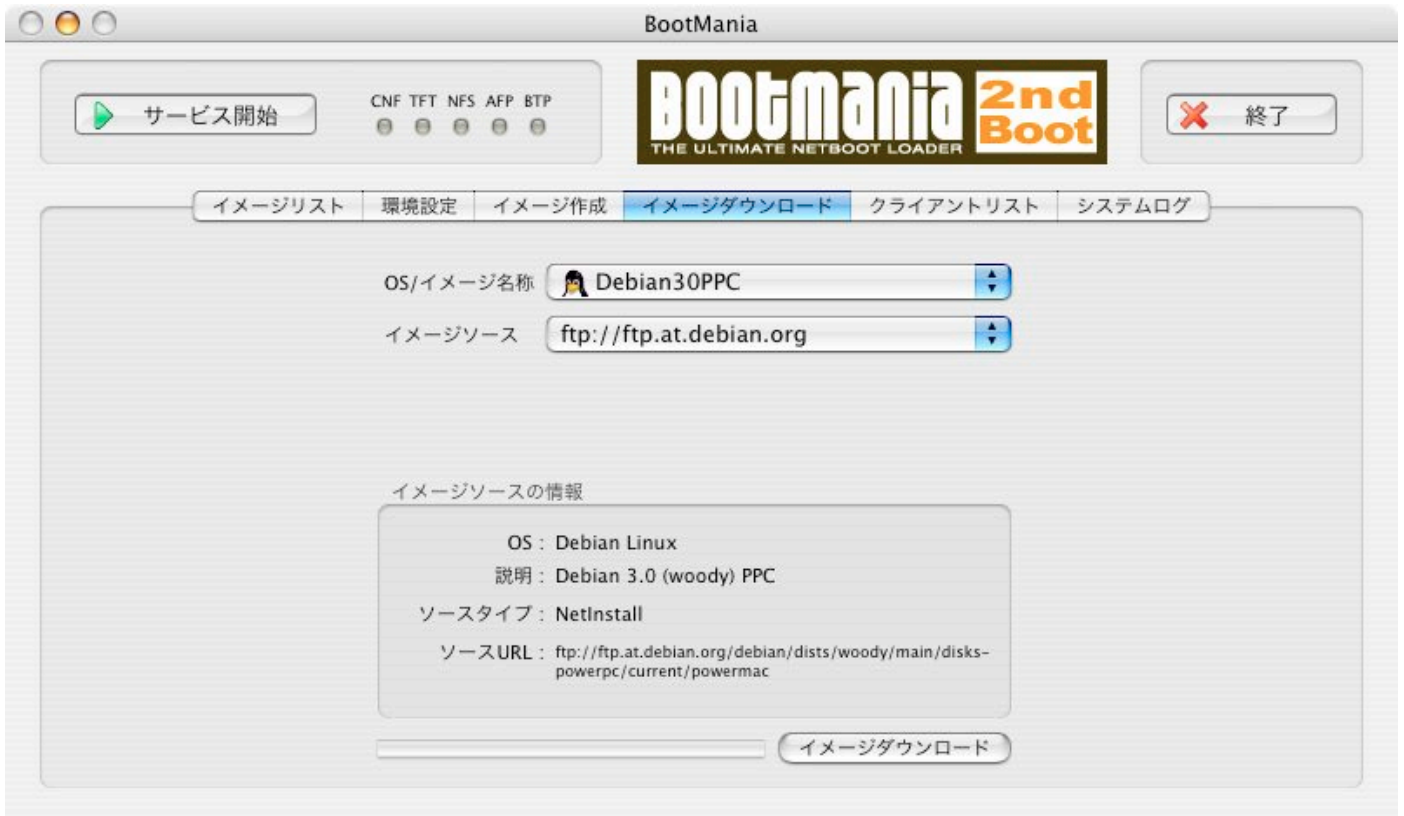 BootMania
サービス開始
CNF TFT NFS AFP BTP
BootMania 2nd Boot
THE ULTIMATE NETBOOT LOADER
終了
イメージリスト 環境設定 イメージ作成 イメージダウンロード クライアントリスト システムログ
OS/イメージ名称 Debian30PPC
イメージソース ftp://ftp.at.debian.org
イメージソースの情報
OS : Debian Linux
説明 : Debian 3.0 (woody) PPC
ソースタイプ : NetInstall
ソースURL : ftp://ftp.at.debian.org/debian/dists/woody/main/disks-
powerpc/current/powermac
イメージダウンロード